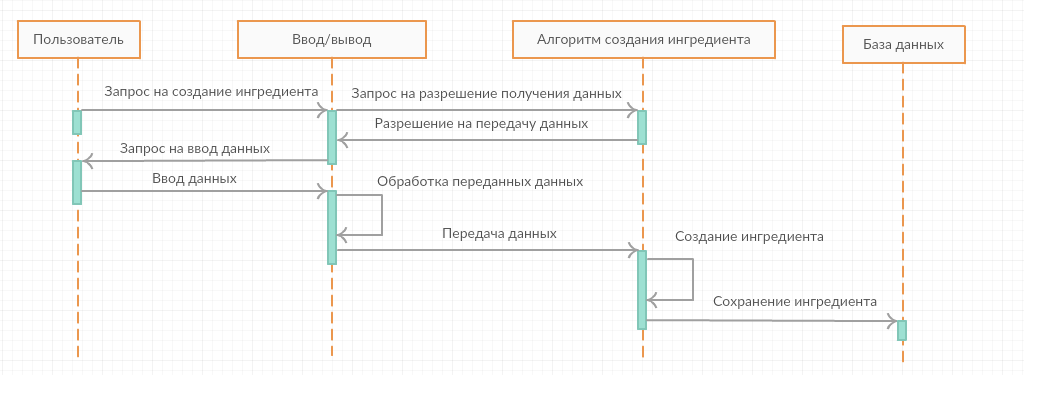 Пользователь
Ввод/вывод
Алгоритм создания ингредиента
База данных
Запрос на создание ингредиента
Запрос на разрешение получения данных
Разрешение на передачу данных
Запрос на ввод данных
Ввод данных
Обработка переданных данных
Передача данных
Создание ингредиента
Сохранение ингредиента